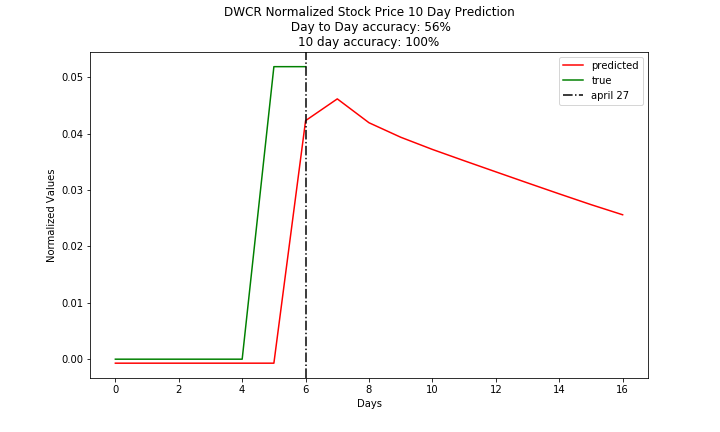 DWCR Normalized Stock Price 10 Day Prediction
Day to Day accuracy: 56%
10 day accuracy: 100%
predicted
true
april 27
0.05
0.04
0.03
0.02
0.01
0.00
Normalized Values
0 2 4 6 8 10 12 14 16
Days